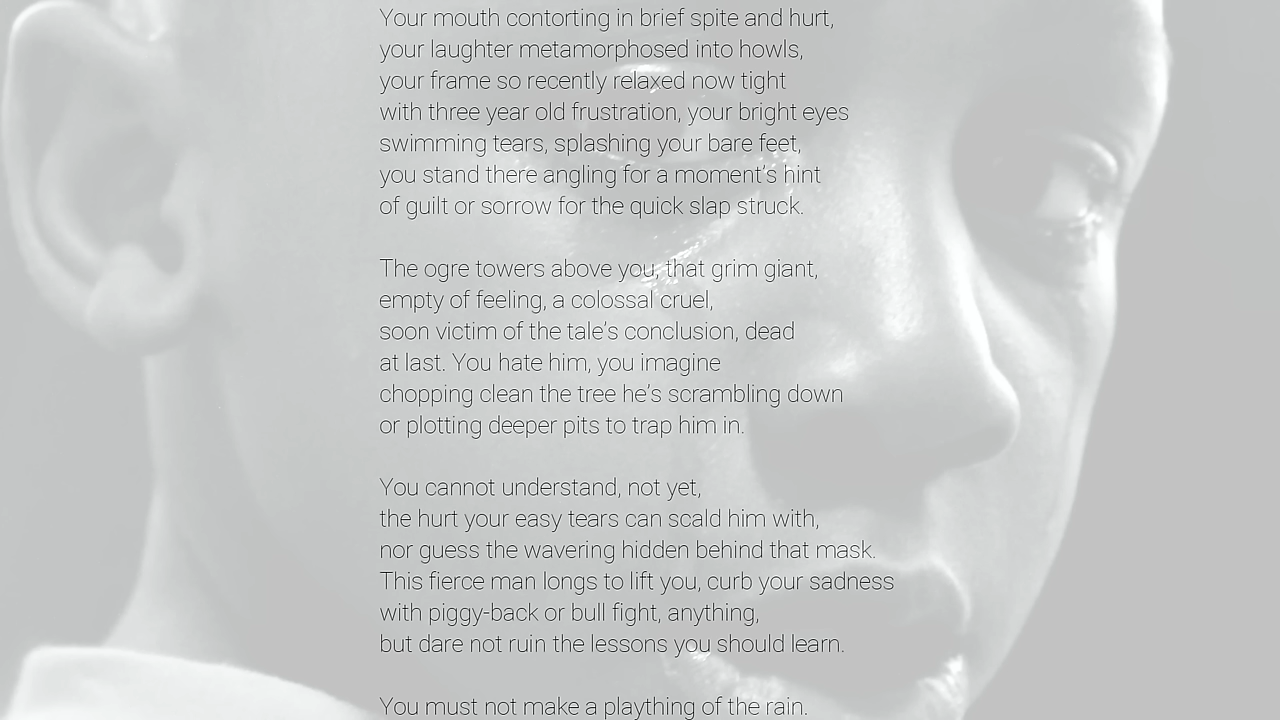 Your mouth contorting in brief spite and hurt,
your laughter metamorphosed into howls,
your frame so recently relaxed now tight
with three year old frustration, your bright eyes
swimming tears, splashing your bare feet,
you stand there angling for a moment’s hint
of guilt or sorrow for the quick slap struck.
The ogre towers above you, that grim giant,
empty of feeling, a colossal cruel,
soon victim of the tale’s conclusion, dead
at last. You hate him, you imagine
chopping clean the tree he’s scrambling down
or plotting deeper pits to trap him in.
You cannot understand, not yet,
the hurt your easy tears can scald him with,
nor guess the wavering hidden behind that mask.
This fierce man longs to lift you, curb your sadness
with piggy-back or bull fight, anything,
but dare not ruin the lessons you should learn.
You must not make a plaything of the rain.